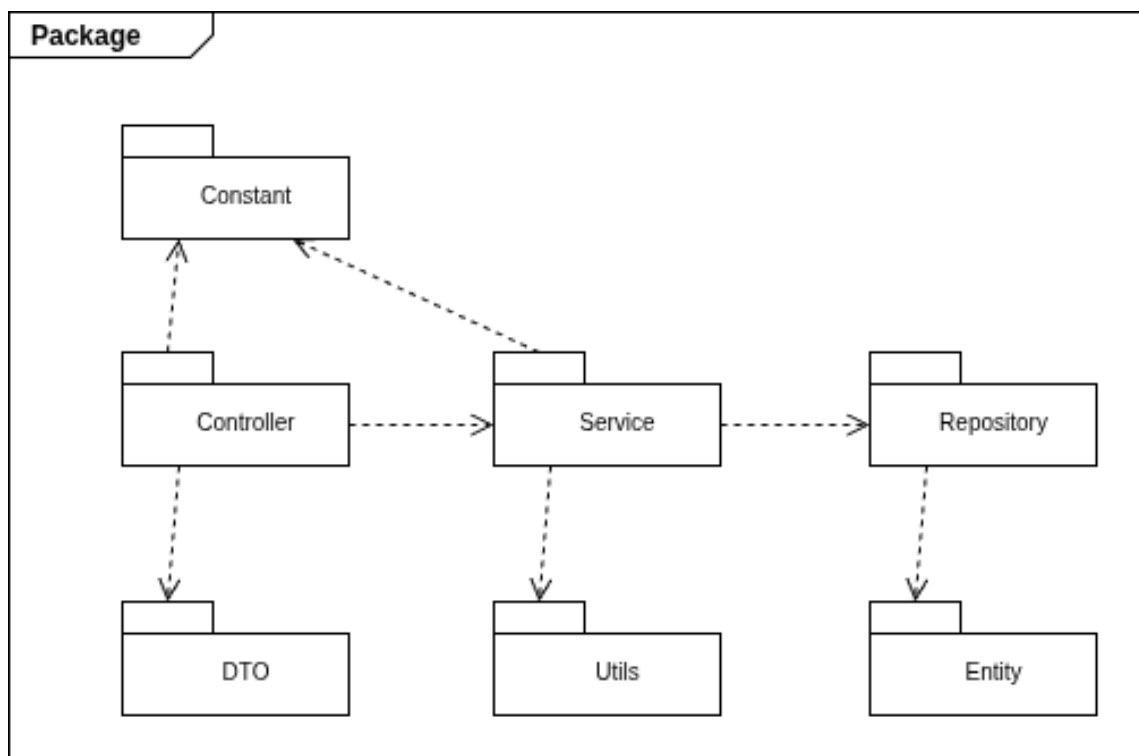 Package
Constant
Controller
Service
Repository
DTO
Utils
Entity